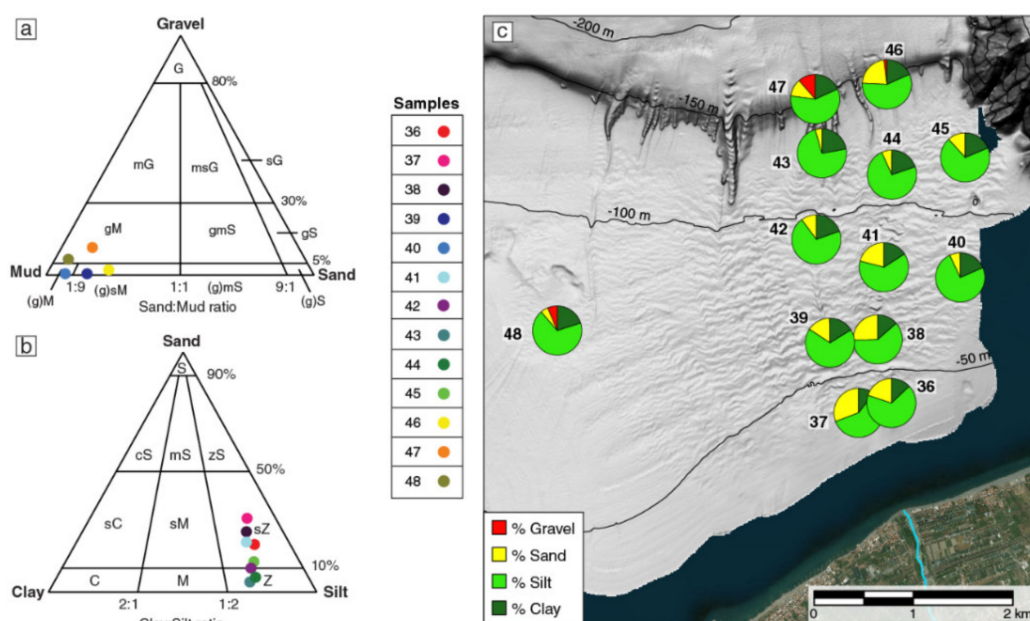 a
Gravel
G
80%
sG
mG
msG
30%
gM
gmS
gS
5%
Mud
Sand
(g)M
1:9
(g)sM
1:1
(g)mS
9:1
(g)S
Sand:Mud ratio
b
Sand
S
90%
cS
mS
zS
50%
sC
sM
sZ
10%
C
M
Z
Clay
Silt
2:1
1:2
Clay:Silt ratio
Samples
36
37
38
39
40
41
42
43
44
45
46
47
48
c
-200 m
46
47
-150 m
45
44
43
-100 m
42
41
40
48
39
38
-50 m
36
37
% Gravel
% Sand
% Silt
% Clay
0
1
2 km